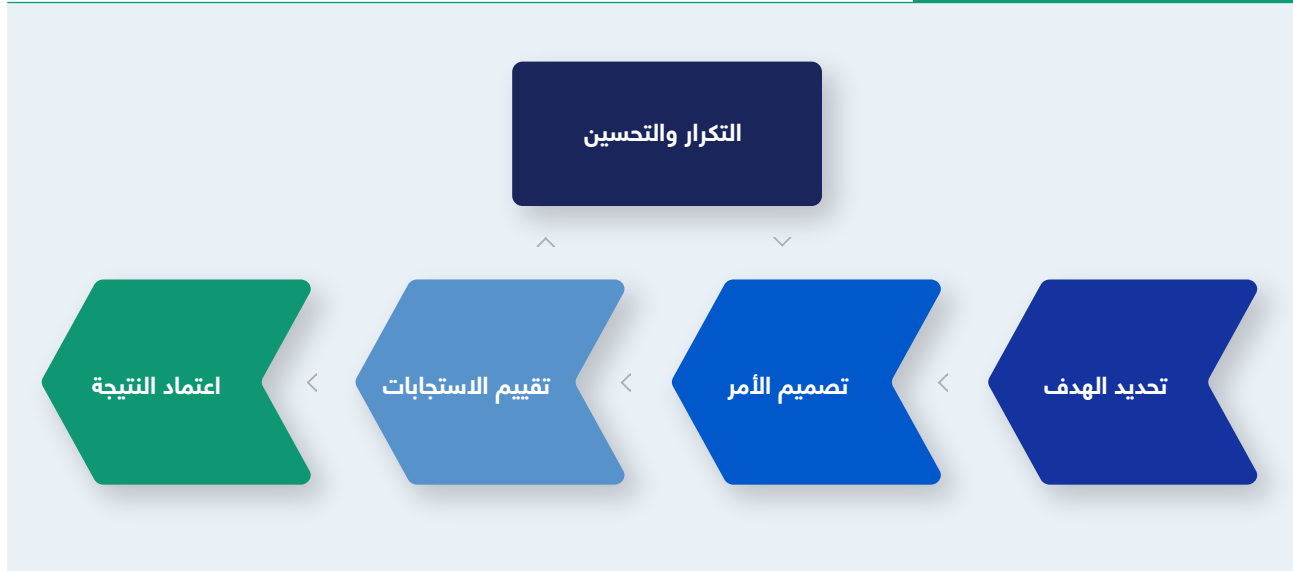 التكرار والتحسين
تحديد الهدف
تصميم الأمر
تقييم الاستجابات
اعتماد النتيجة